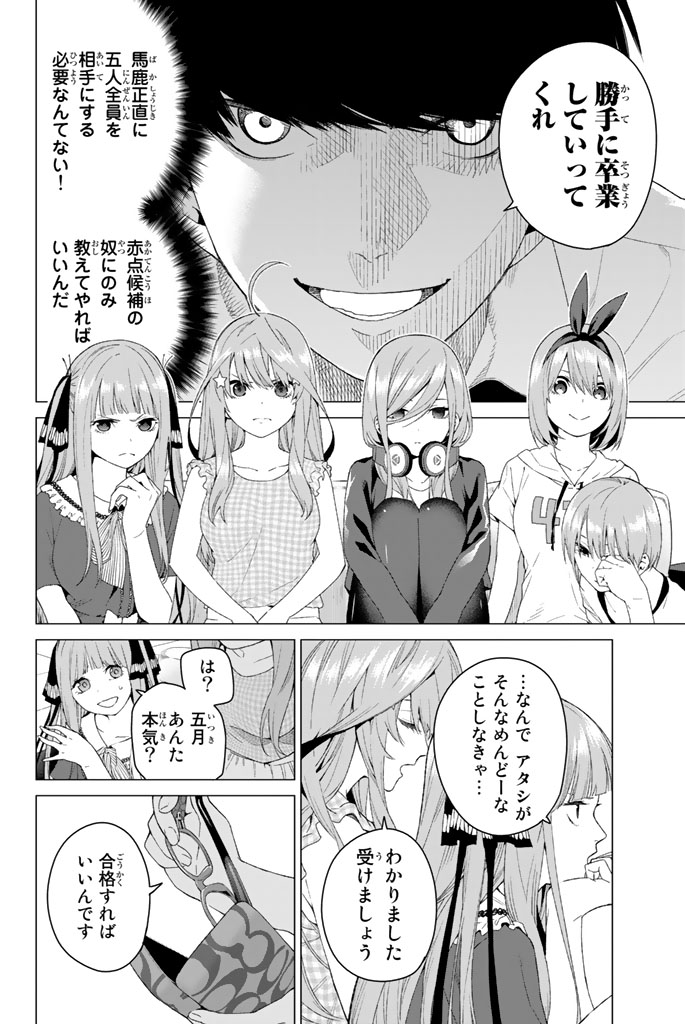 勝手に卒業
していって
くれ
馬鹿正直に
五人全員を
相手にする
必要なんてない！
赤点候補の
奴にのみ
教えてやれば
いいんだ
…なんで アタシが
そんなめんどーな
ことしなきゃ…
わかりました
受けましょう
は？
五月
あんた
本気？
合格すれば
いいんです